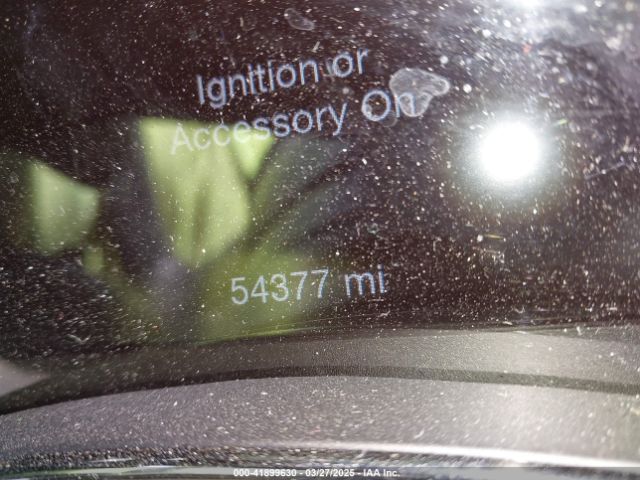 Ignition or
Accessory On
54377 mi
000-41899630 - 03/27/2025 - IAA Inc.